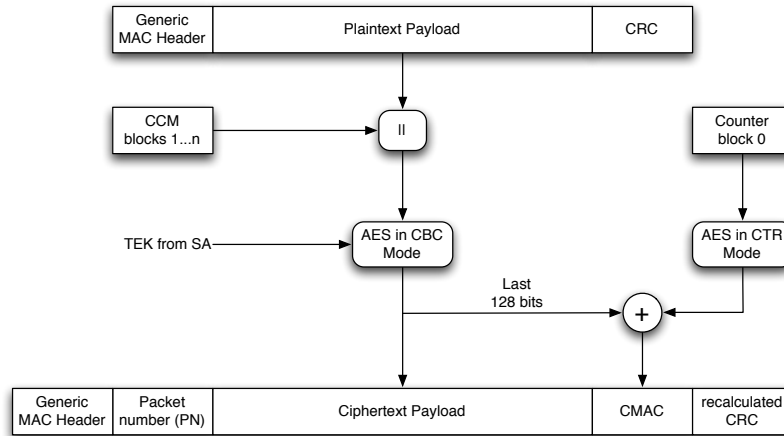 Generic
MAC Header
Plaintext Payload
CRC
CCM
blocks 1...n
II
Counter
block 0
TEK from SA
AES in CBC
Mode
AES in CTR
Mode
Last
128 bits
+
Generic
MAC Header
Packet
number (PN)
Ciphertext Payload
CMAC
recalculated
CRC